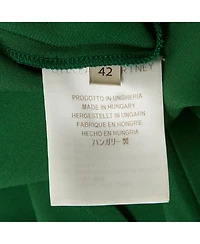 42
PRODOTTO IN UNGHERIA
MADE IN HUNGARY
HERGESTELLT IN UNGARN
FABRIQUÉ EN HONGRIE
HECHO EN HUNGRIA
ハンガリー製